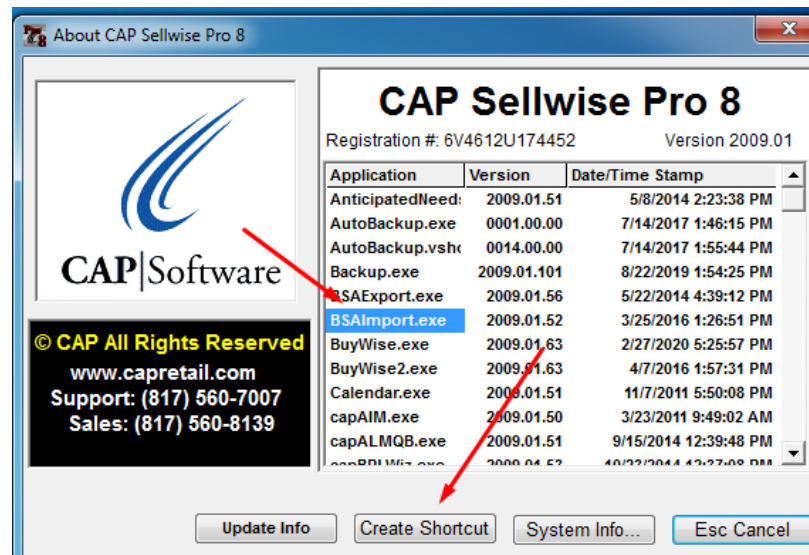 About CAP Sellwise Pro 8
X
CAP Sellwise Pro 8
Registration #: 6V4612U174452 Version 2009.01
Application Version Date/Time Stamp
AnticipatedNeed 2009.01.51 5/8/2014 2:23:38 PM
AutoBackup.exe 0001.00.00 7/14/2017 1:46:15 PM
AutoBackup.vsh 0014.00.00 7/14/2017 1:55:44 PM
Backup.exe 2009.01.101 8/22/2019 1:54:25 PM
BSAExport.exe 2009.01.56 5/22/2014 4:39:12 PM
BSAImport.exe 2009.01.52 3/25/2016 1:26:51 PM
BuyWise.exe 2009.01.63 2/27/2020 5:25:57 PM
BuyWise2.exe 2009.01.63 4/7/2016 1:57:31 PM
Calendar.exe 2009.01.51 11/7/2011 5:50:08 PM
capAIM.exe 2009.01.50 3/23/2011 9:49:02 AM
capALMQB.exe 2009.01.51 9/15/2014 12:39:48 PM
CAP|Software
© CAP All Rights Reserved
www.capretail.com
Support: (817) 560-7007
Sales: (817) 560-8139
Update Info Create Shortcut System Info... Esc Cancel